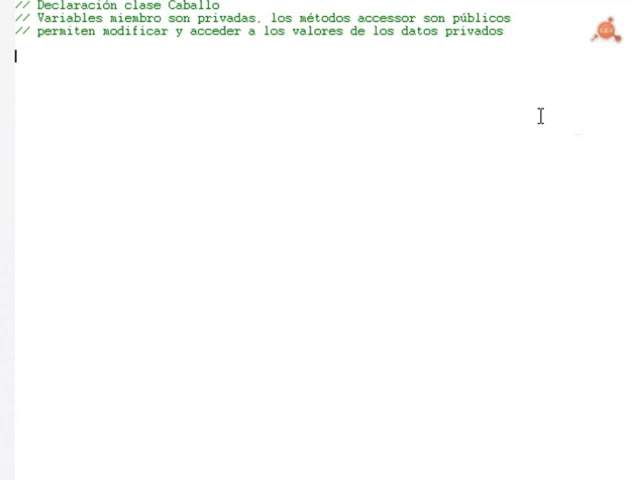 // Declaración clase Caballo
// Variables miembro son privadas, los métodos accessor son públicos
// permiten modificar y acceder a los valores de los datos privados